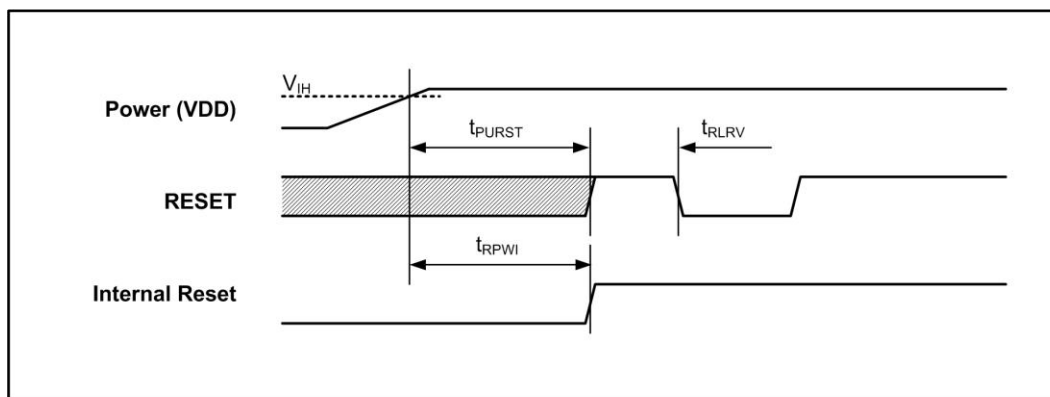 V_IH
Power (VDD)
t_PURST
t_RLRV
RESET
t_RPWI
Internal Reset